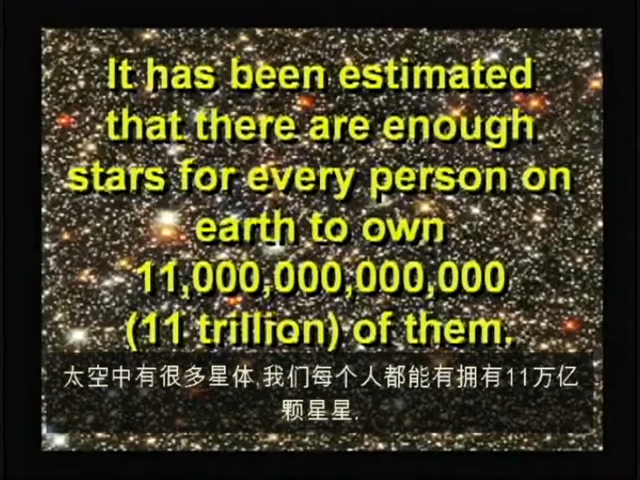 It has been estimated
that there are enough
stars for every person on
earth to own
11,000,000,000,000
(11 trillion) of them.
太空中有很多星体,我们每个人都能有拥有11万亿
颗星星.